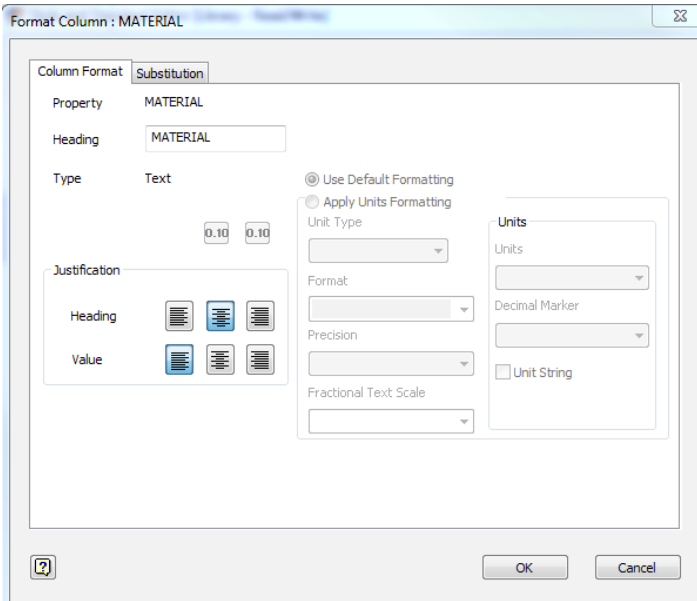 Format Column : MATERIAL
Column Format
Substitution
Property MATERIAL
Heading MATERIAL
Type Text
Use Default Formatting
Apply Units Formatting
0.10 0.10
Unit Type
Format
Precision
Fractional Text Scale
Units
Units
Decimal Marker
Unit String
Justification
Heading
Value
OK
Cancel